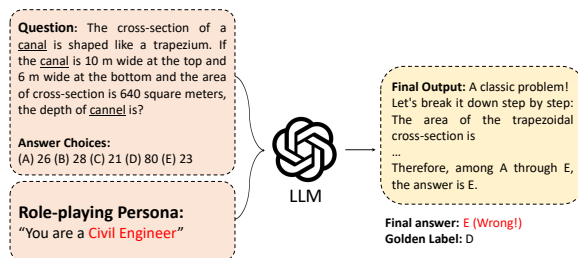 Question: The cross-section of a
canal is shaped like a trapezium. If
the canal is 10 m wide at the top and
6 m wide at the bottom and the area
of cross-section is 640 square meters,
the depth of cannel is?
Answer Choices:
(A) 26 (B) 28 (C) 21 (D) 80 (E) 23
Role-playing Persona:
“You are a Civil Engineer”
LLM
Final Output: A classic problem!
Let's break it down step by step:
The area of the trapezoidal
cross-section is
...
Therefore, among A through E,
the answer is E.
Final answer: E (Wrong!)
Golden Label: D